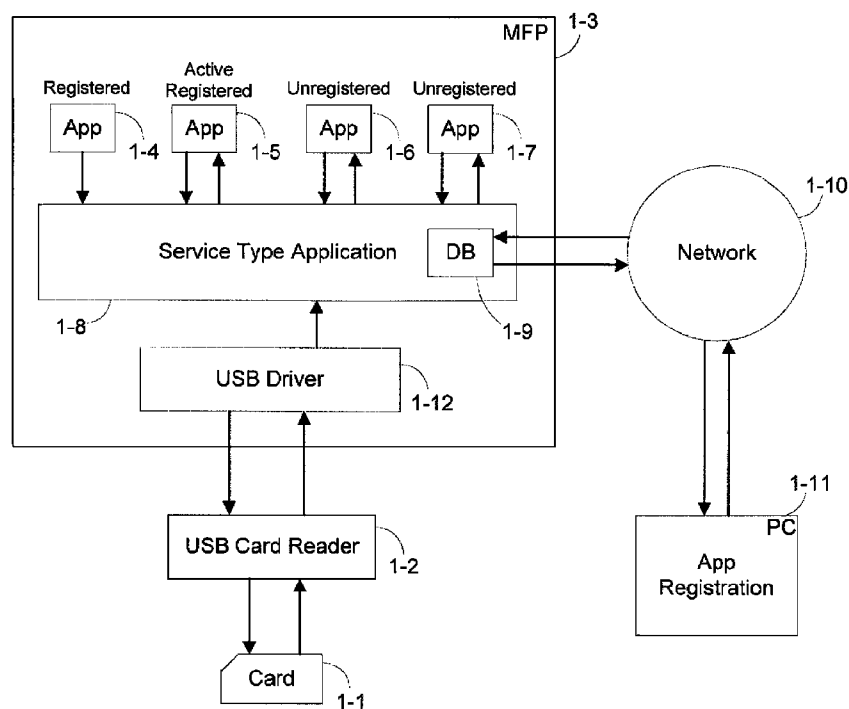 MFP
1-3
Registered
Active
Registered
Unregistered
Unregistered
App
1-4
App
1-5
App
1-6
App
1-7
1-10
Service Type Application
DB
Network
1-8
1-9
USB Driver
1-12
1-11
PC
USB Card Reader
1-2
App
Registration
Card
1-1